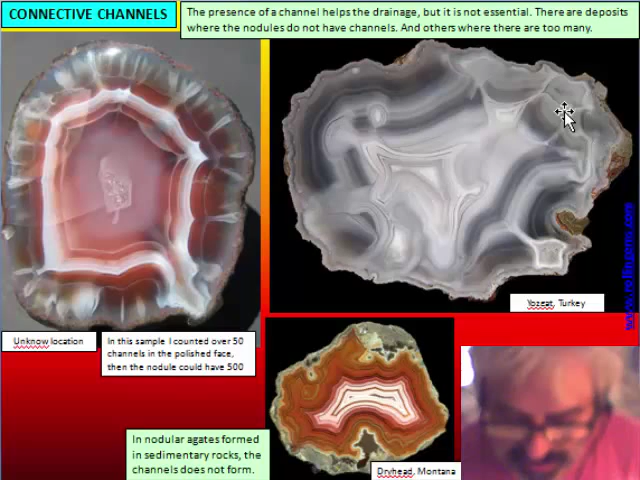 CONNECTIVE CHANNELS
The presence of a channel helps the drainage, but it is not essential. There are deposits
where the nodules do not have channels. And others where there are too many.
Yozgat, Turkey
Unknow location
In this sample I counted over 50
channels in the polished face,
then the nodule could have 500
In nodular agates formed
in sedimentary rocks, the
channels does not form.
Dryhead, Montana